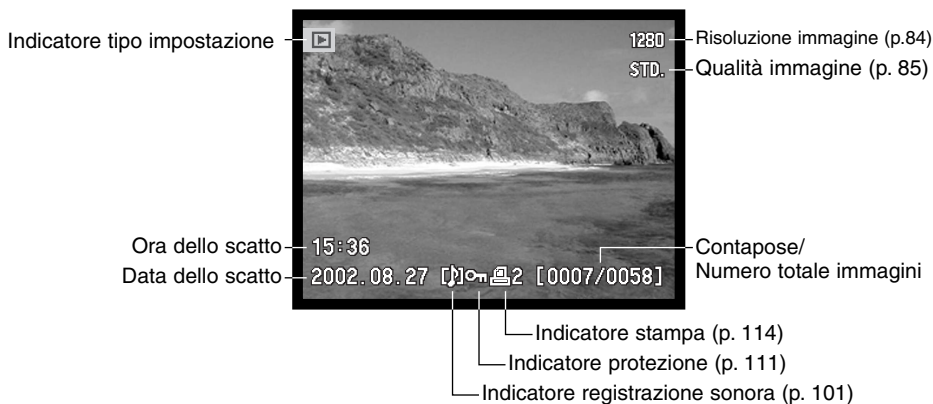 Indicatore tipo impostazione
1280
Risoluzione immagine (p.84)
STD.
Qualità immagine (p. 85)
Ora dello scatto
15:36
Contapose/
Numero totale immagini
Data dello scatto
2002.08.27
2 [0007/0058]
Indicatore stampa (p. 114)
Indicatore protezione (p. 111)
Indicatore registrazione sonora (p. 101)